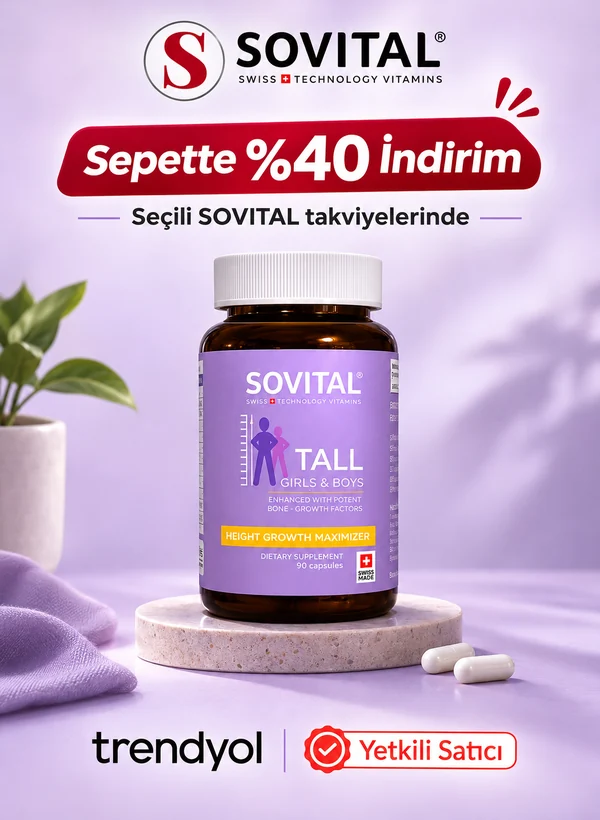 S SOVITAL®
SWISS TECHNOLOGY VITAMINS
Sepette %40 İndirim
Seçili SOVITAL takviyelerinde
SOVITAL®
SWISS TECHNOLOGY VITAMINS
TALL
GIRLS & BOYS
ENHANCED WITH POTENT
BONE - GROWTH FACTORS
HEIGHT GROWTH MAXIMIZER
DIETARY SUPPLEMENT
90 capsules
SWISS
MADE
trendyol
Yetkili Satıcı